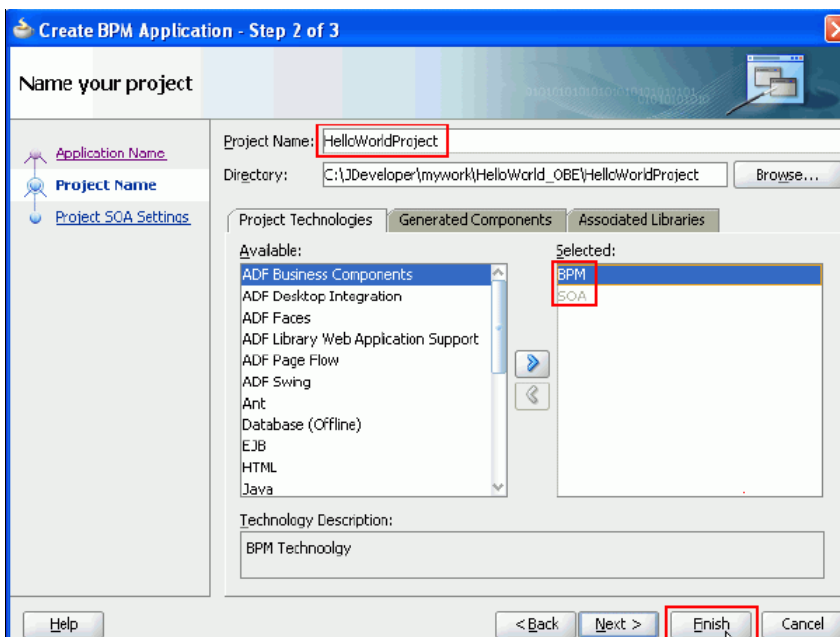 Create BPM Application - Step 2 of 3
Name your project
Application Name
Project Name
Project SOA Settings
Project Name: HelloWorldProject
Directory: C:\JDeveloper\mywork\HelloWorld_OBE\HelloWorldProject Browse...
Project Technologies Generated Components Associated Libraries
Available:
ADF Business Components
ADF Desktop Integration
ADF Faces
ADF Library Web Application Support
ADF Page Flow
ADF Swing
Ant
Database (Offline)
EJB
HTML
Java
Selected:
BPM
SOA
Technology Description:
BPM Technoolgy
Help < Back Next > Finish Cancel